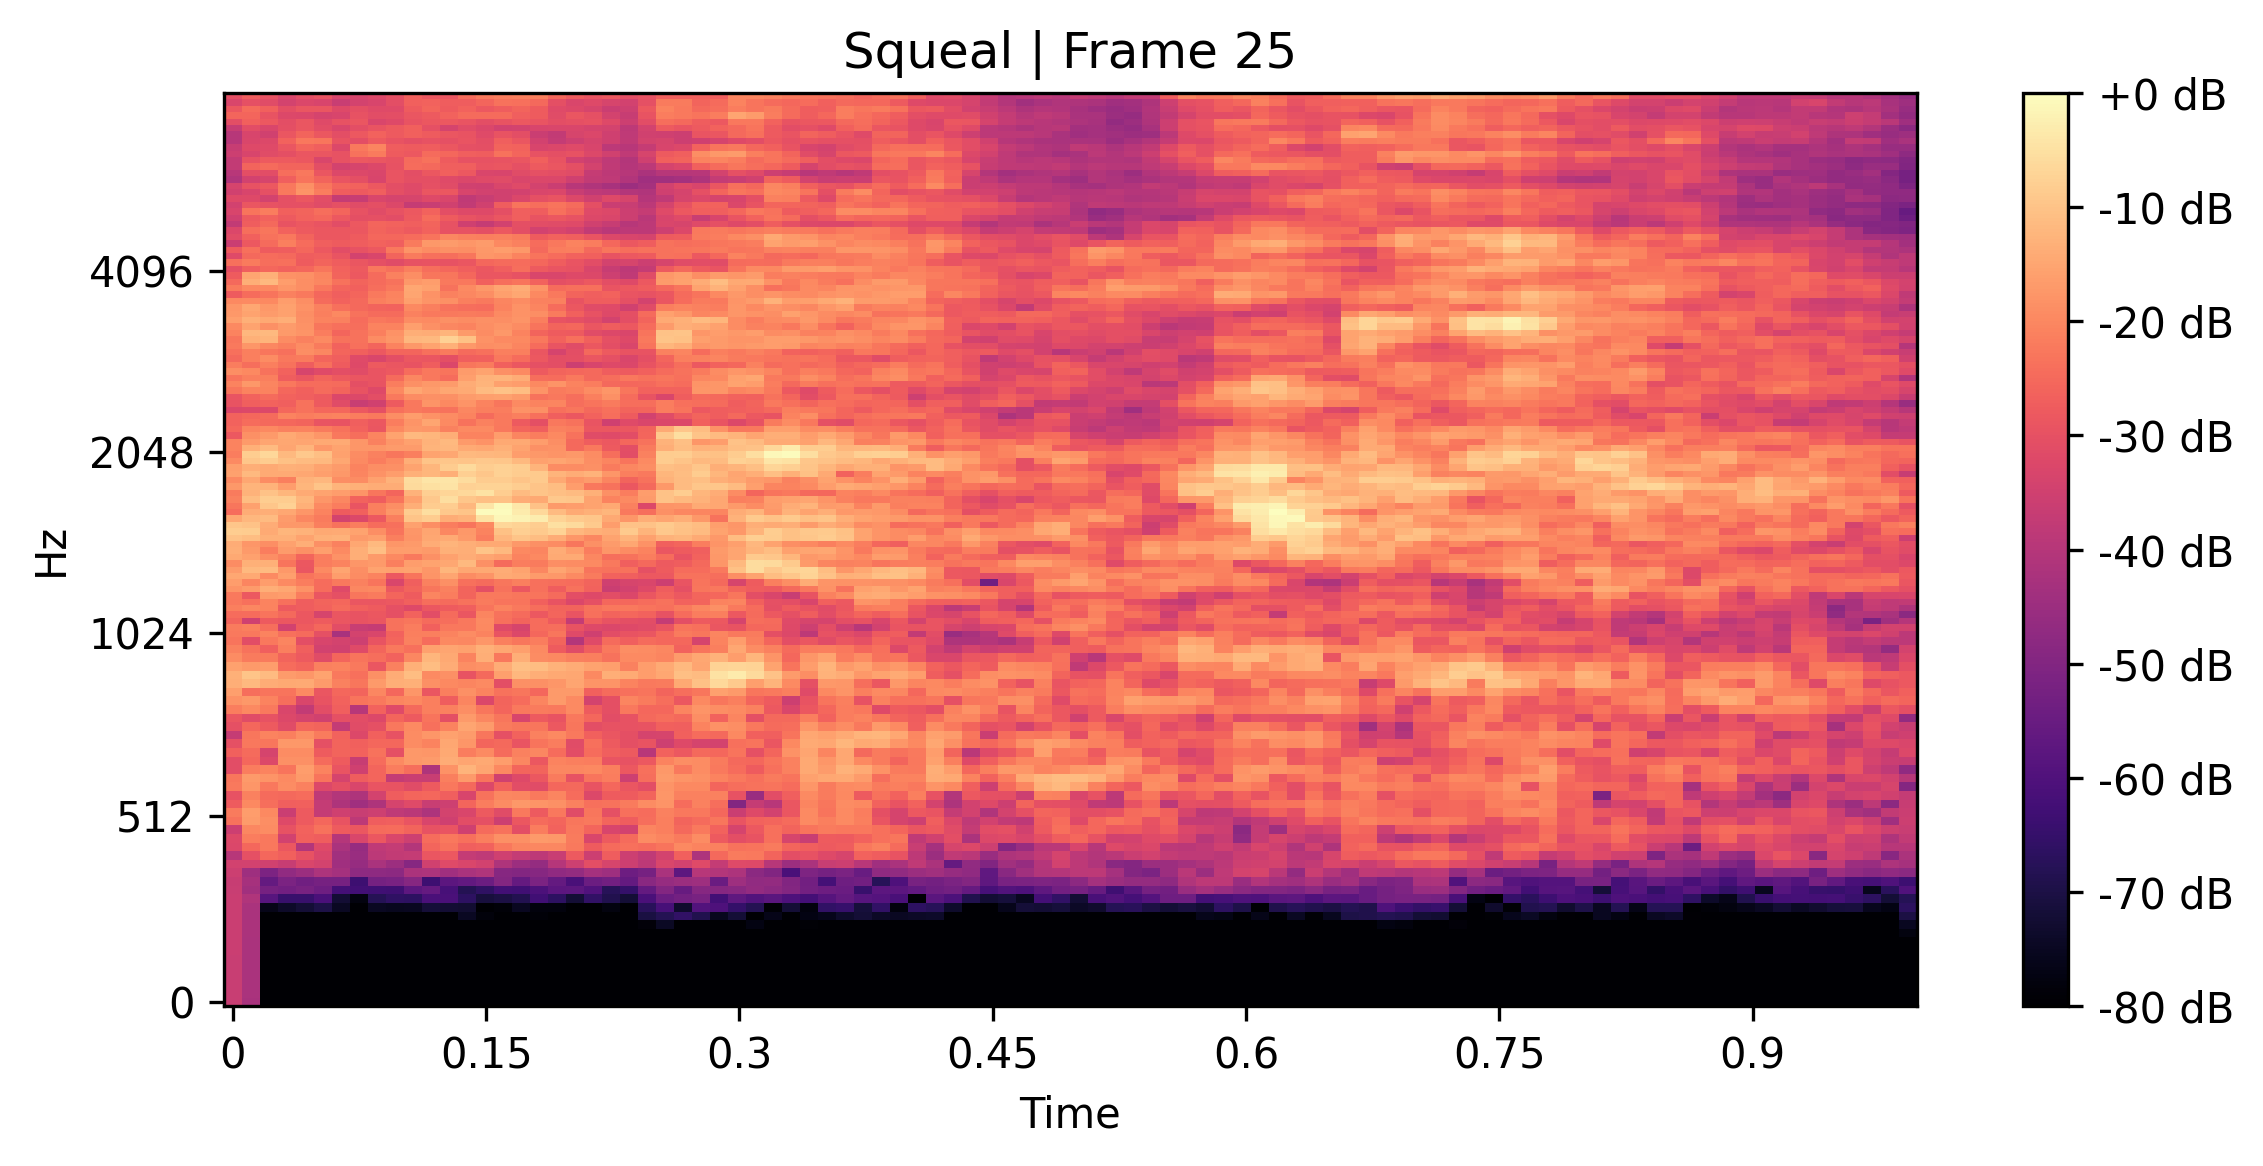 Squeal | Frame 25
+0 dB
-10 dB
-20 dB
-30 dB
-40 dB
-50 dB
-60 dB
-70 dB
-80 dB
Hz
4096
2048
1024
512
0
0 0.15 0.3 0.45 0.6 0.75 0.9
Time